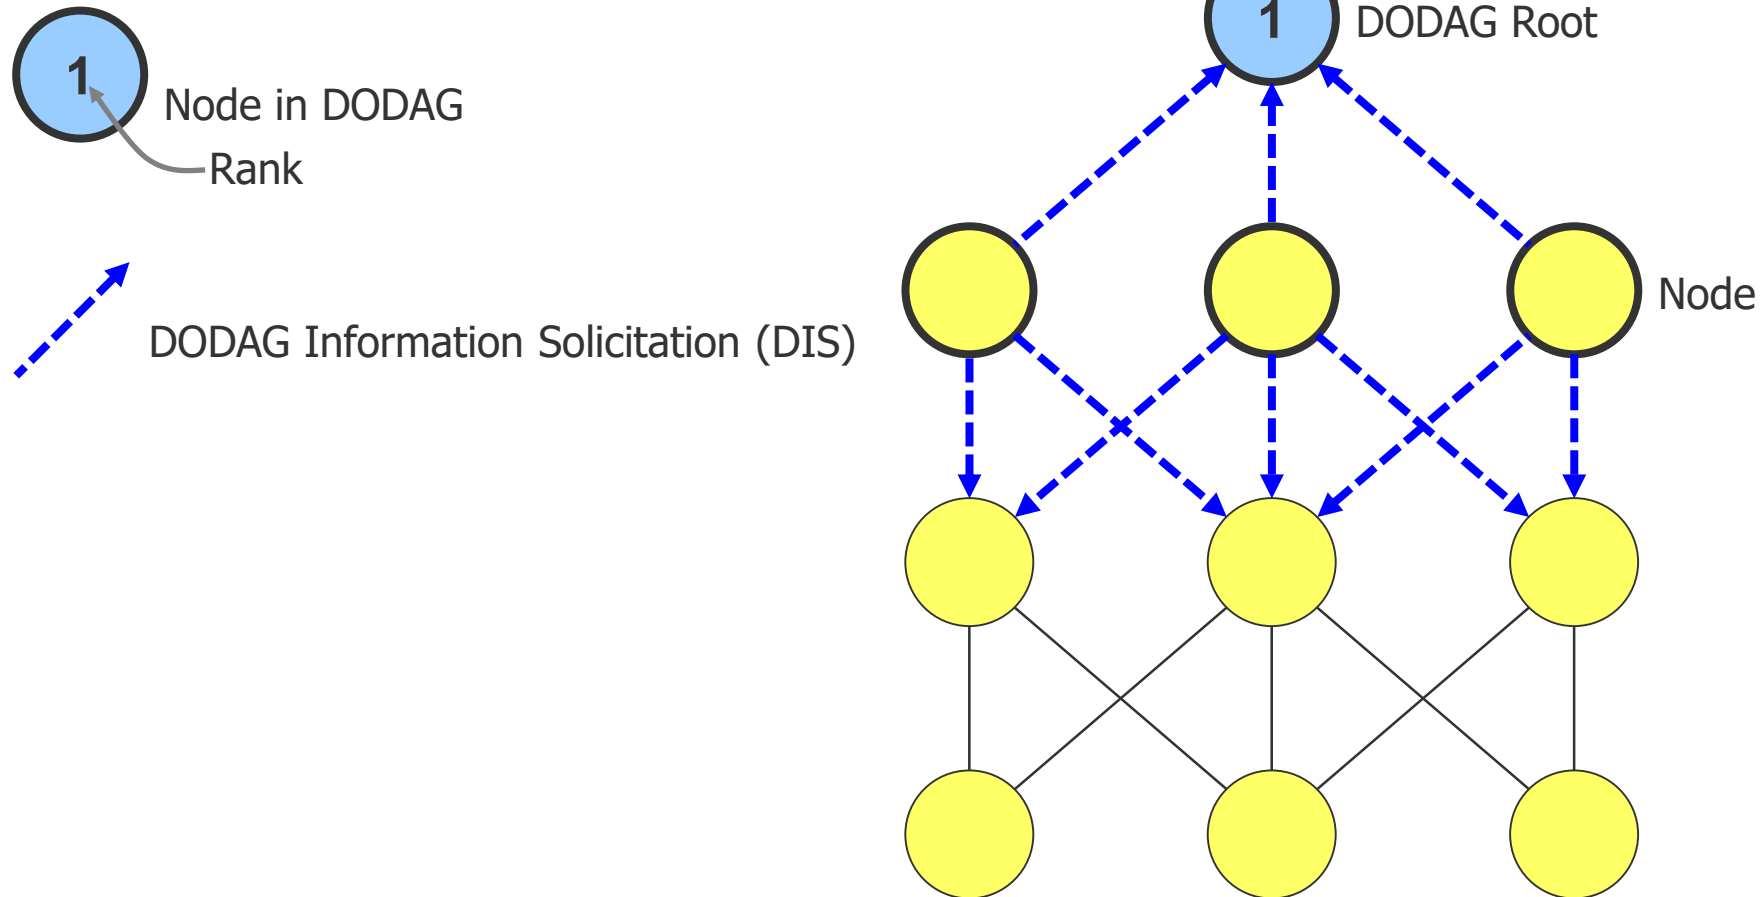 1
DODAG Root
1
Node in DODAG
Rank
Node
DODAG Information Solicitation (DIS)